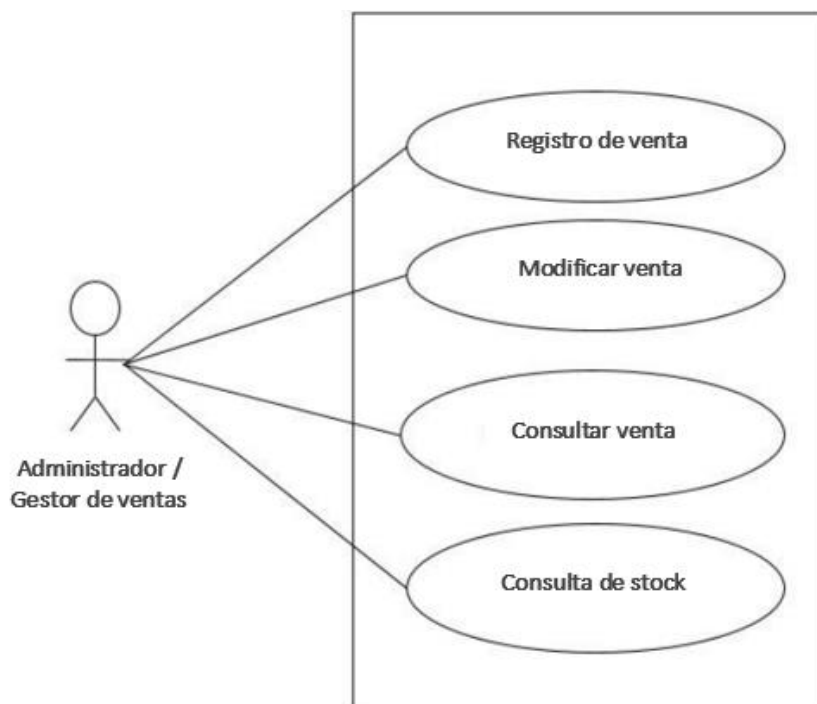 Registro de venta
Modificar venta
Consultar venta
Consulta de stock
Administrador /
Gestor de ventas